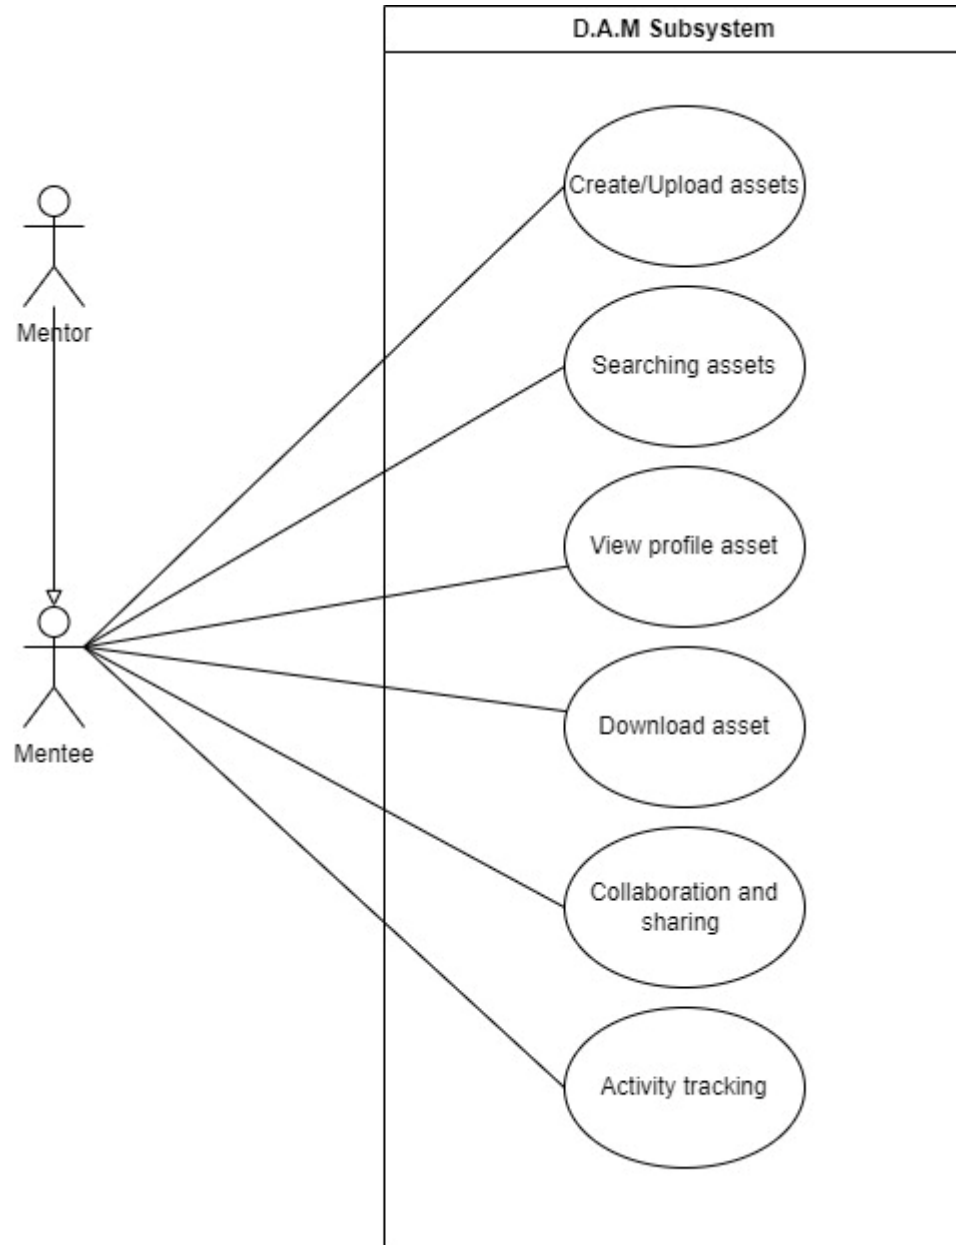 D.A.M Subsystem
Create/Upload assets
Mentor
Searching assets
View profile asset
Mentee
Download asset
Collaboration and
sharing
Activity tracking